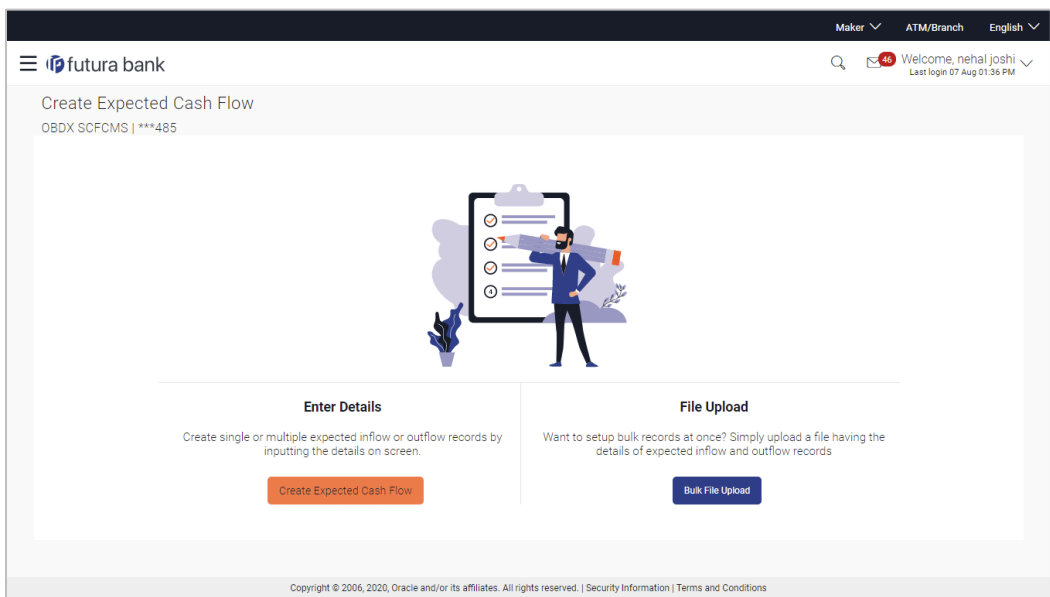 Maker ATM/Branch English
futura bank
46
Welcome, nehal joshi
Last login 07 Aug 01:36 PM
Create Expected Cash Flow
OBDX SCFCMS | ***485
4
Enter Details
Create single or multiple expected inflow or outflow records by
inputting the details on screen.
Create Expected Cash Flow
File Upload
Want to setup bulk records at once? Simply upload a file having the
details of expected inflow and outflow records
Bulk File Upload
Copyright © 2006, 2020, Oracle and/or its affiliates. All rights reserved. | Security Information | Terms and Conditions